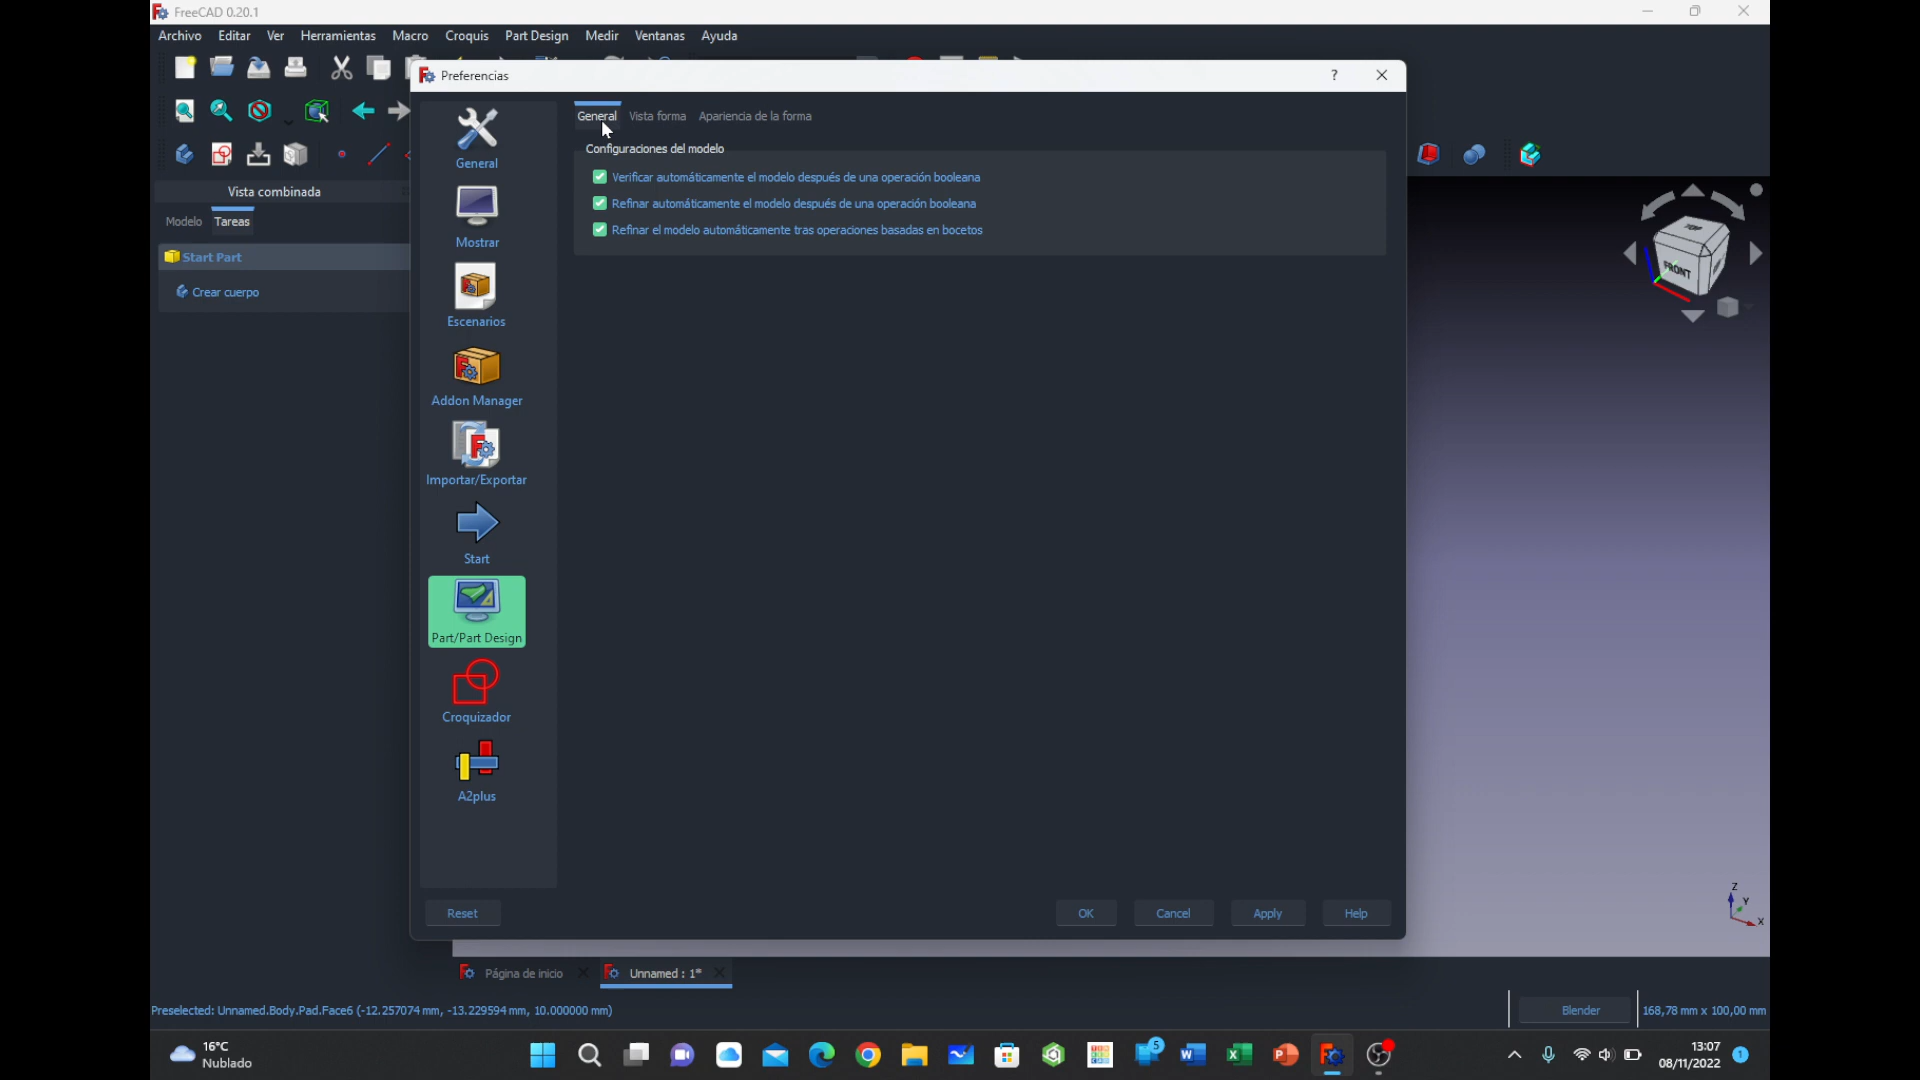 FreeCAD 0.20.1
Archivo Editar Ver Herramientas Macro Croquis Part Design Medir Ventanas Ayuda
Preferencias
?
General Vista forma Apariencia de la forma
Configuraciones del modelo
Verificar automáticamente el modelo después de una operación booleana
Refinar automáticamente el modelo después de una operación booleana
Refinar el modelo automáticamente tras operaciones basadas en bocetos
General
Mostrar
Escenarios
Addon Manager
Importar/Exportar
Start
Part/Part Design
Croquizador
A2plus
Reset OK Cancel Apply Help
Vista combinada
Modelo Tareas
Start Part
Crear cuerpo
TOP
FRONT
Z
Y
X
Página de inicio Unnamed : 1*
Preselected: Unnamed.Body.Pad.Face6 (-12.257074 mm, -13.229594 mm, 10.000000 mm)
Blender 168,78 mm x 100,00 mm
16°C
Nublado
5
13:07
08/11/2022
1